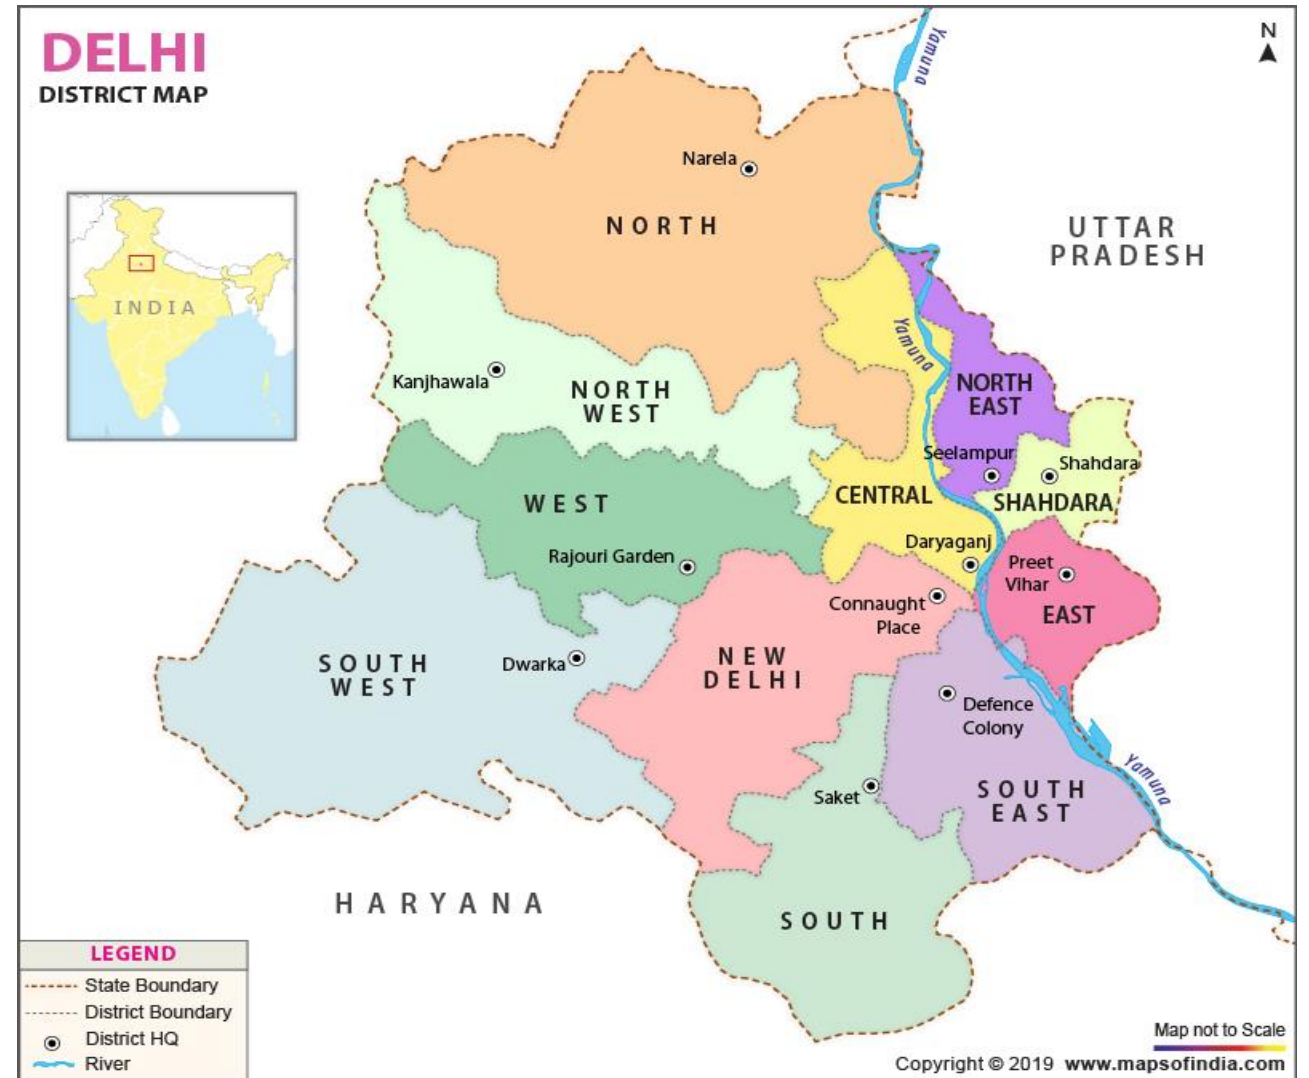 DELHI
DISTRICT MAP
N
Yamuna
Narela
NORTH
UTTAR
PRADESH
INDIA
Yamuna
Kanjhawala
NORTH
WEST
NORTH
EAST
Seelampur
Shahdara
CENTRAL
SHAHDARA
WEST
Daryaganj
Rajouri Garden
Preet
Vihar
Connaught
Place
EAST
SOUTH
WEST
Dwarka
NEW
DELHI
Defence
Colony
Yamuna
Saket
SOUTH
EAST
HARYANA
SOUTH
LEGEND
State Boundary
District Boundary
District HQ
River
Map not to Scale
Copyright © 2019 www.mapsofindia.com